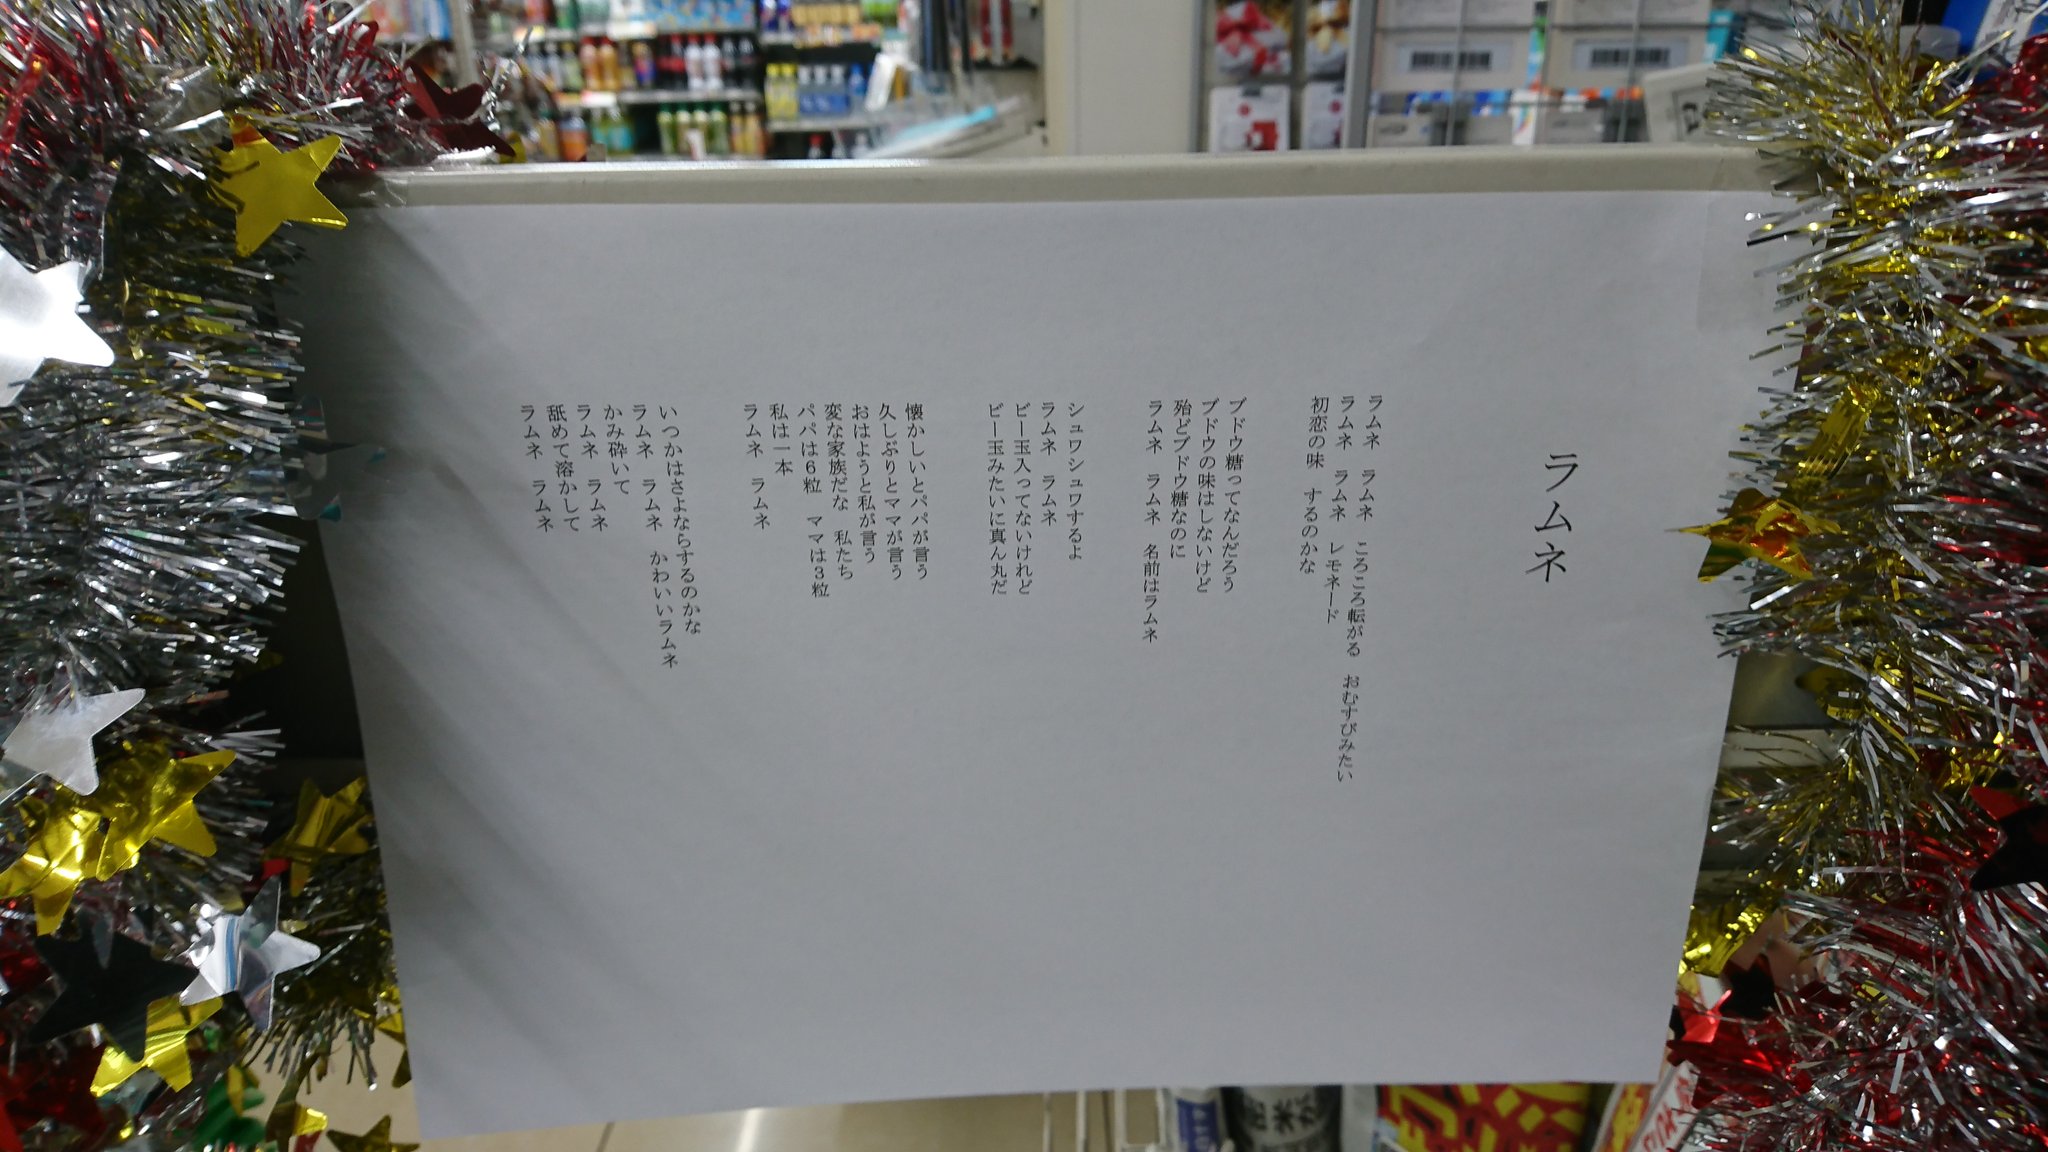 ラムネ
ラムネ　ラムネ　ころころ転がる　おむすびみたい
ラムネ　ラムネ　レモネード
初恋の味　するのかな
ブドウ糖ってなんだろう
ブドウの味はしないけど
殆どブドウ糖なのに
ラムネ　ラムネ　名前はラムネ
シュワシュワするよ
ラムネ　ラムネ
ビー玉入ってないけれど
ビー玉みたいに真ん丸だ
懐かしいとパパが言う
久しぶりとママが言う
おはようと私が言う
変な家族だな　私たち
パパは６粒　ママは３粒
私は一本
ラムネ　ラムネ
いつかはさよならするのかな
ラムネ　ラムネ　かわいいラムネ
かみ砕いて
ラムネ　ラムネ
舐めて溶かして
ラムネ　ラムネ